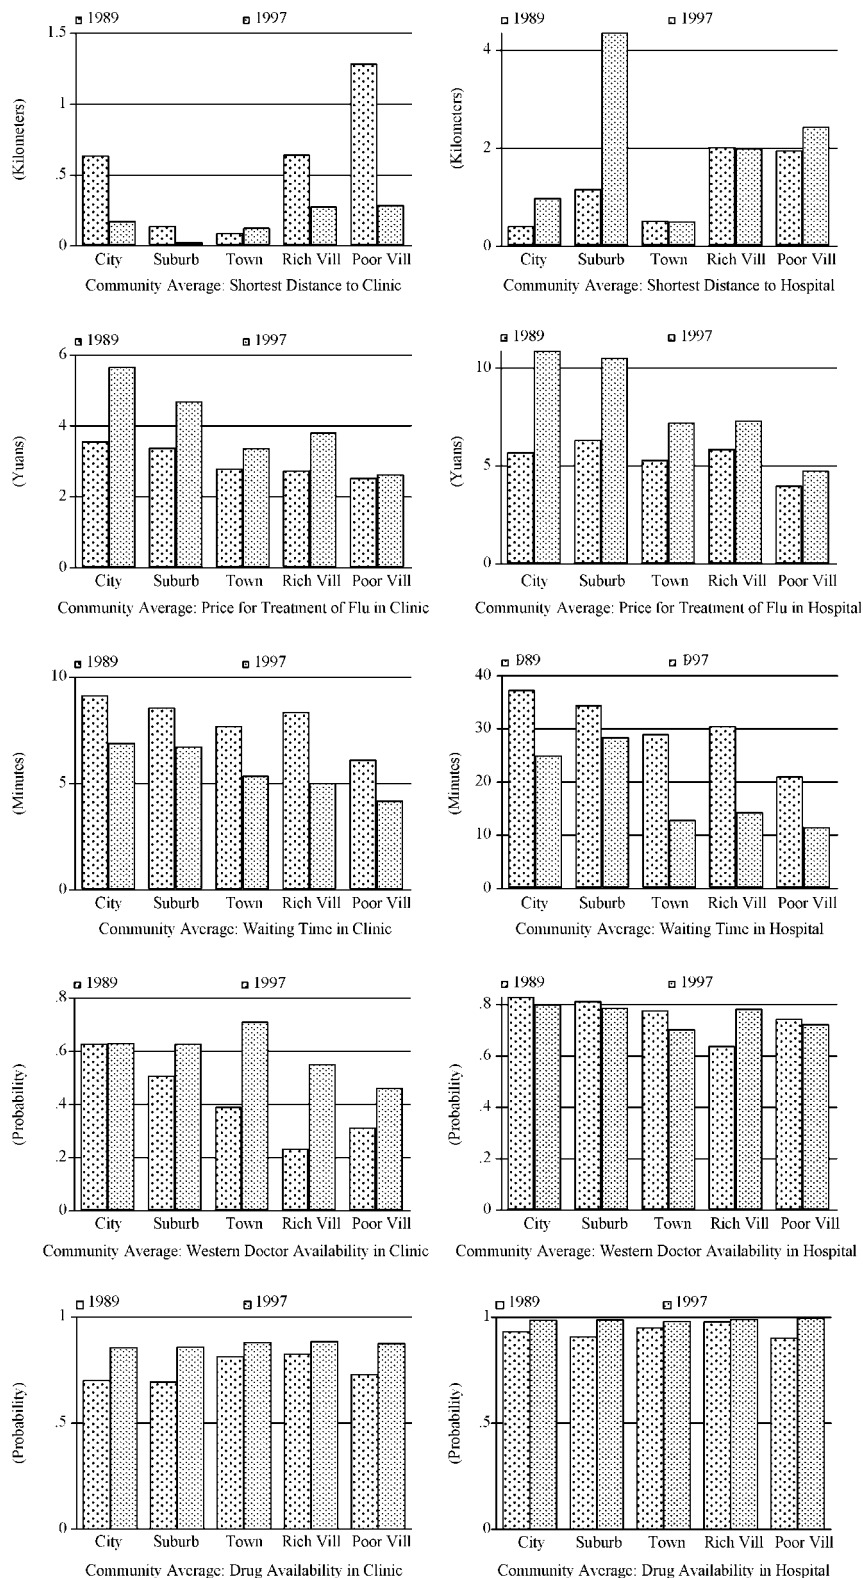 1989 1997
1.5
1
.5
0
(Kilometers)
City Suburb Town Rich Vill Poor Vill
Community Average: Shortest Distance to Clinic
1989 1997
4
2
0
(Kilometers)
City Suburb Town Rich Vill Poor Vill
Community Average: Shortest Distance to Hospital
1989 1997
6
4
2
0
(Yuans)
City Suburb Town Rich Vill Poor Vill
Community Average: Price for Treatment of Flu in Clinic
1989 1997
10
5
0
(Yuans)
City Suburb Town Rich Vill Poor Vill
Community Average: Price for Treatment of Flu in Hospital
1989 1997
10
5
0
(Minutes)
City Suburb Town Rich Vill Poor Vill
Community Average: Waiting Time in Clinic
1989 1997
40
30
20
10
0
(Minutes)
City Suburb Town Rich Vill Poor Vill
Community Average: Waiting Time in Hospital
1989 1997
.8
.6
.4
.2
0
(Probability)
City Suburb Town Rich Vill Poor Vill
Community Average: Western Doctor Availability in Clinic
1989 1997
.8
.6
.4
.2
0
(Probability)
City Suburb Town Rich Vill Poor Vill
Community Average: Western Doctor Availability in Hospital
1989 1997
1
.5
0
(Probability)
City Suburb Town Rich Vill Poor Vill
Community Average: Drug Availability in Clinic
1989 1997
1
.5
0
(Probability)
City Suburb Town Rich Vill Poor Vill
Community Average: Drug Availability in Hospital